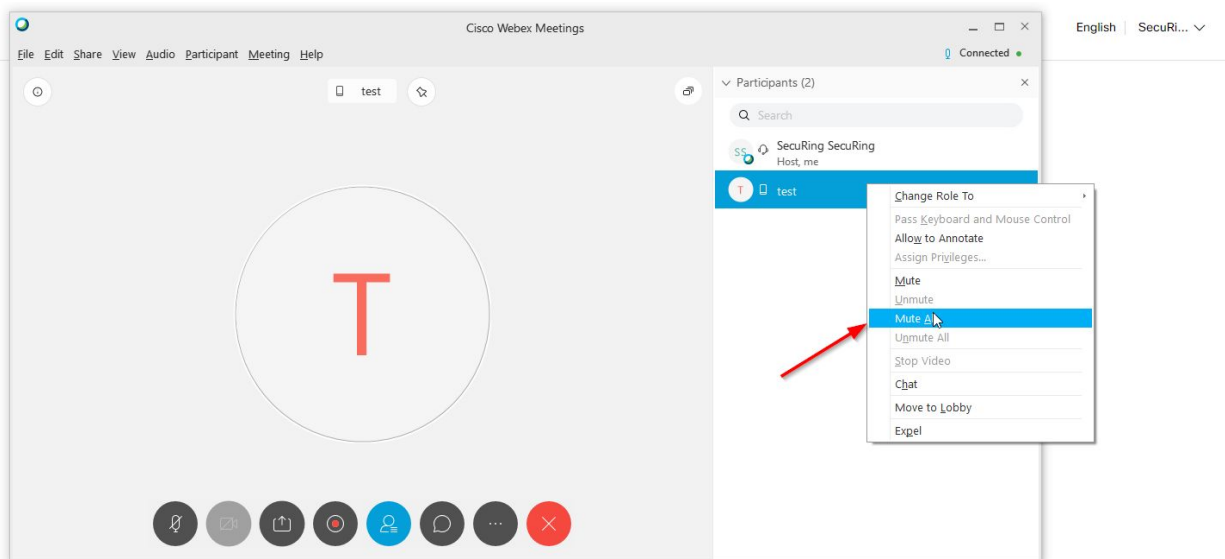 Cisco Webex Meetings
English
SecuRi...
File Edit Share View Audio Participant Meeting Help
Connected
test
Participants (2)
Search
SS
SecuRing SecuRing
Host, me
T
test
T
Change Role To
Pass Keyboard and Mouse Control
Allow to Annotate
Assign Privileges...
Mute
Unmute
Mute All
Unmute All
Stop Video
Chat
Move to Lobby
Expel